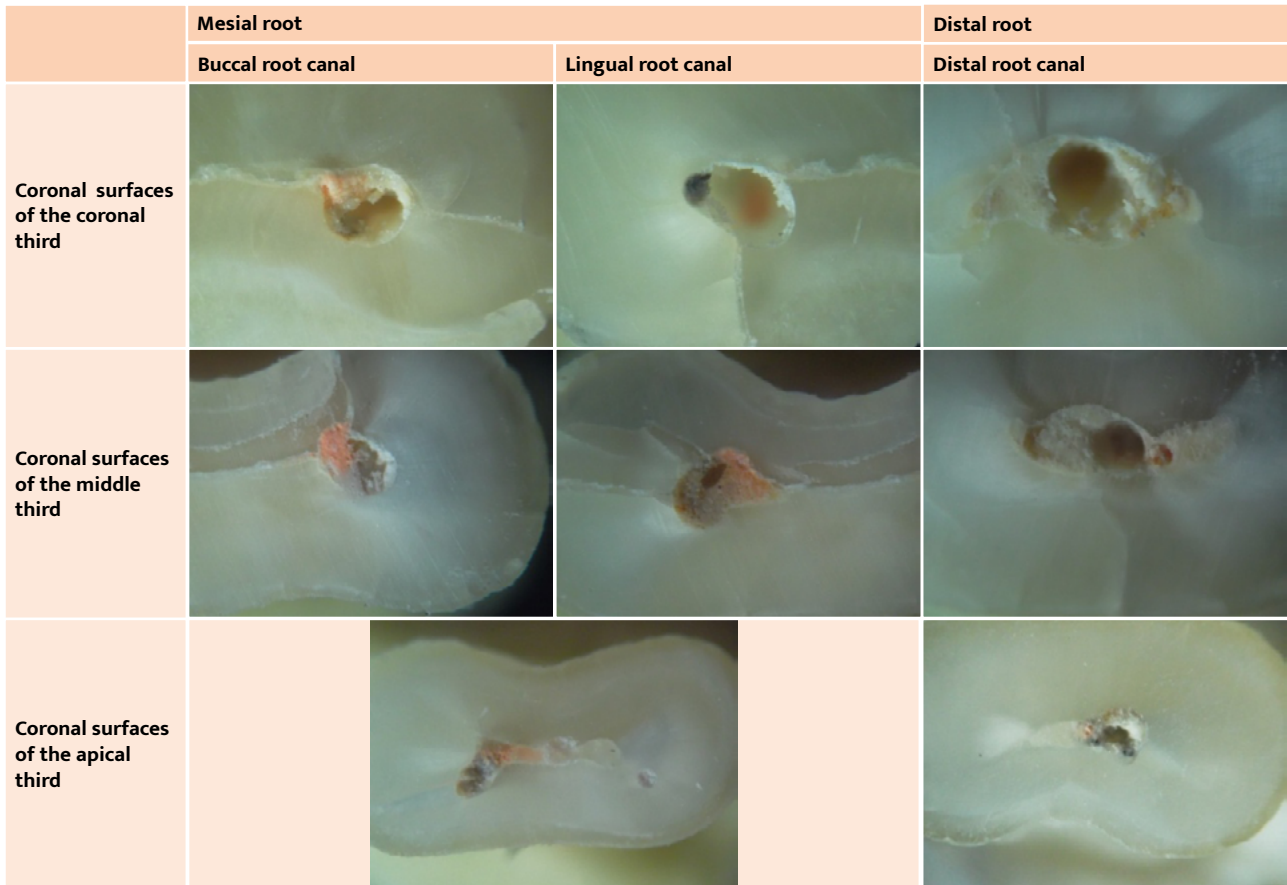 Mesial root
Distal root
Buccal root canal
Lingual root canal
Distal root canal
Coronal surfaces
of the coronal
third
Coronal surfaces
of the middle
third
Coronal surfaces
of the apical
third